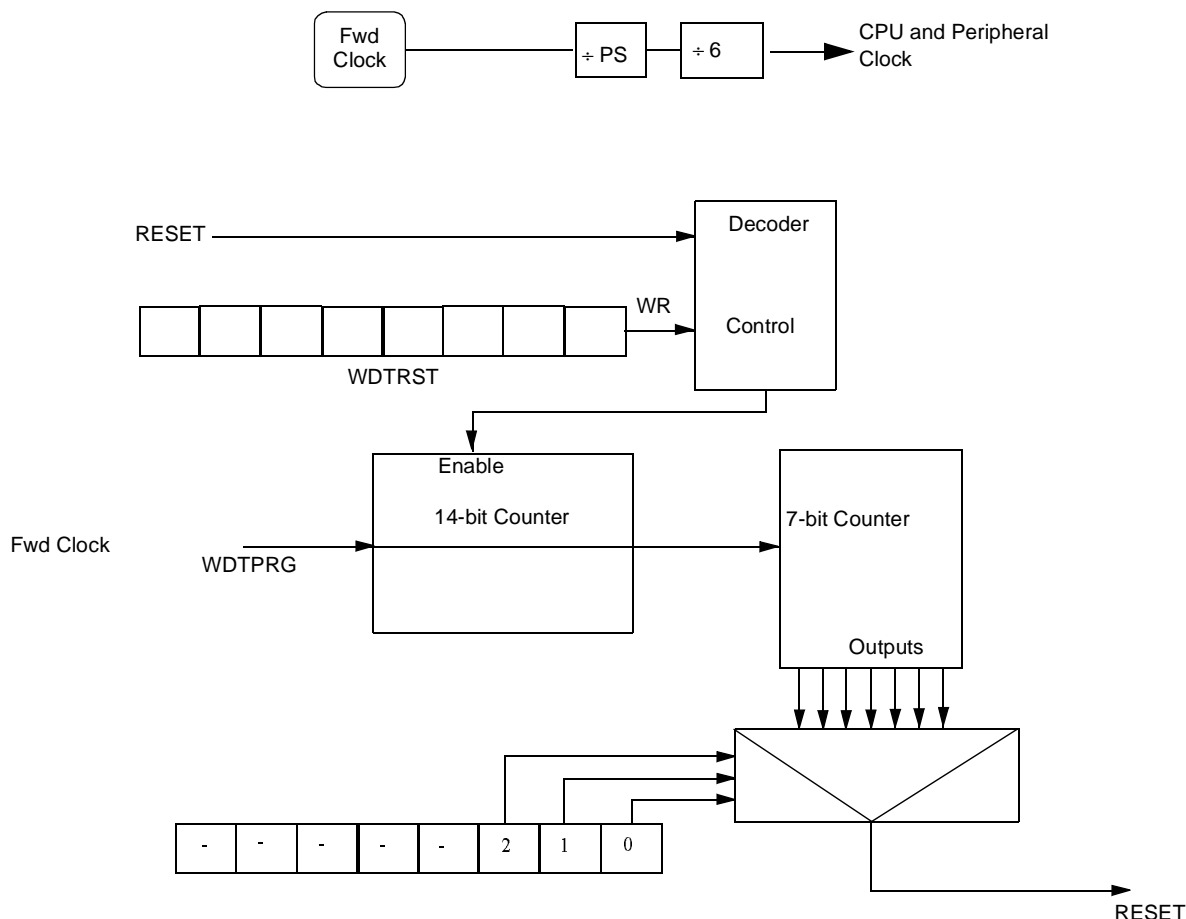 Fwd
Clock
÷ PS
÷ 6
CPU and Peripheral
Clock
RESET
Decoder
WR
Control
WDTRST
Enable
14-bit Counter
7-bit Counter
Fwd Clock
WDTPRG
Outputs
- - - - - 2 1 0
RESET